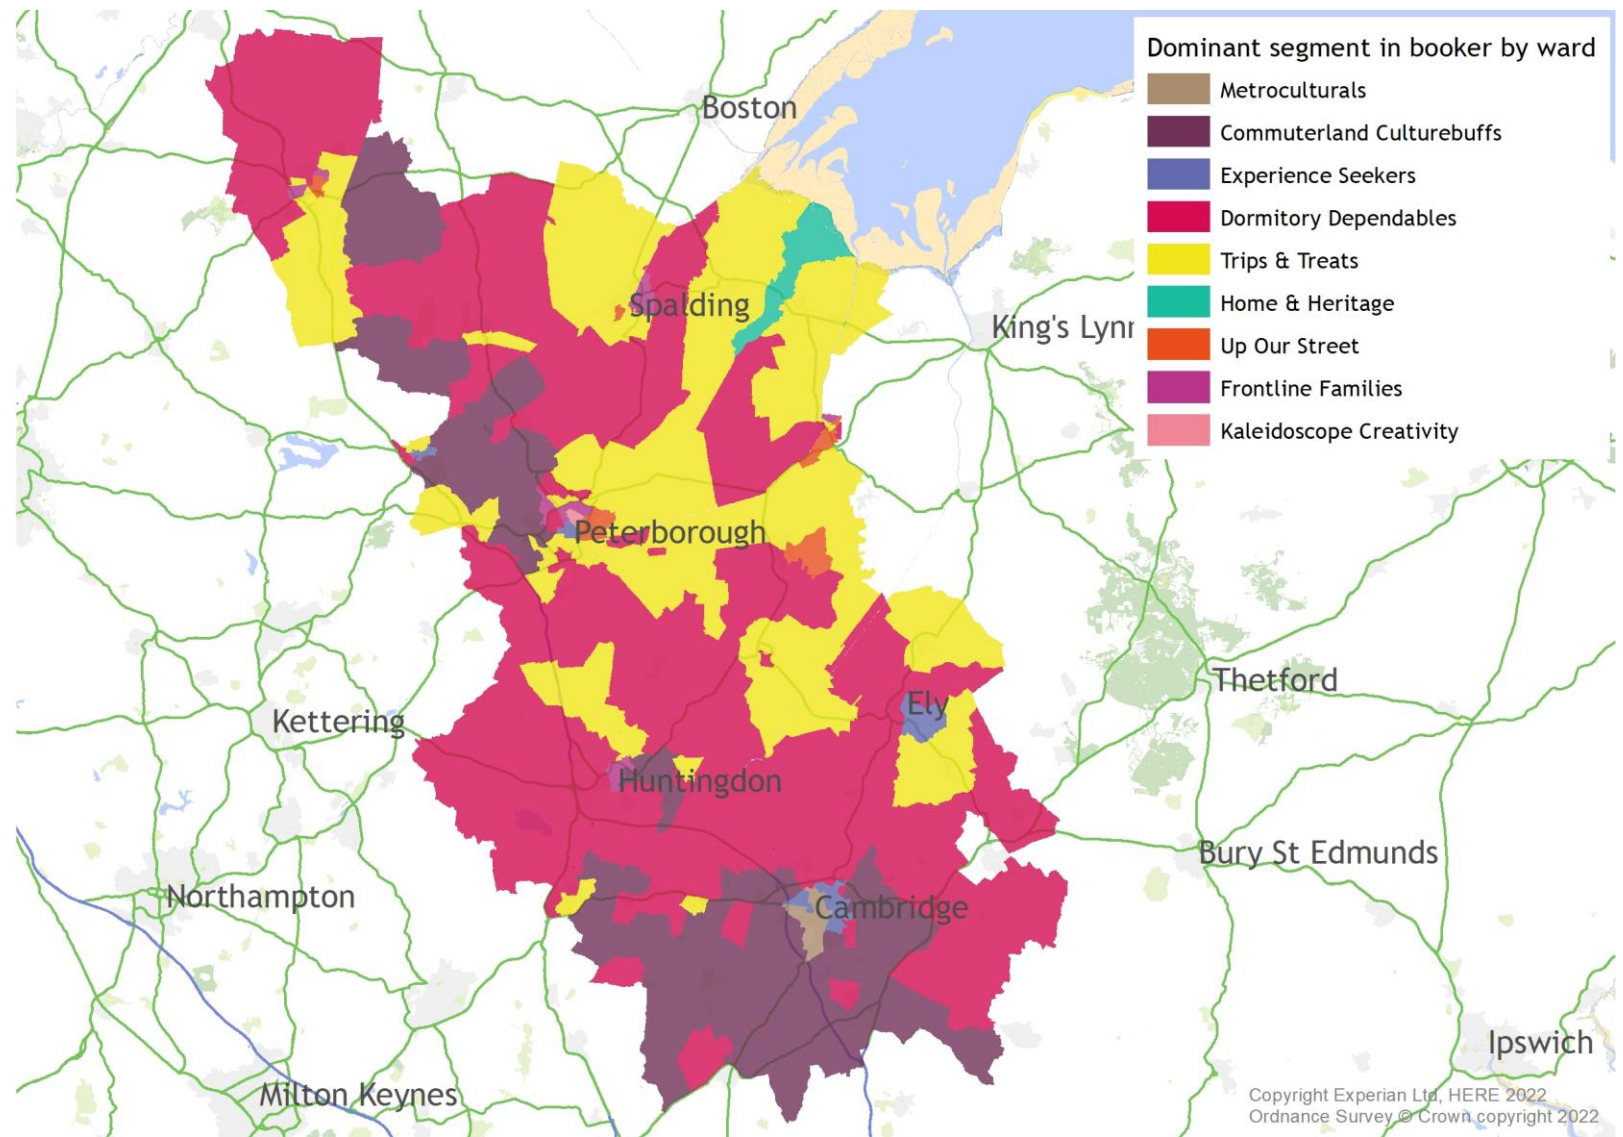 Dominant segment in booker by ward
Metroculturals
Commuterland Culturebuffs
Experience Seekers
Dormitory Dependables
Trips & Treats
Home & Heritage
Up Our Street
Frontline Families
Kaleidoscope Creativity
Boston
Spalding
King's Lynn
Peterborough
Thetford
Ely
Kettering
Huntingdon
Bury St Edmunds
Northampton
Cambridge
Ipswich
Milton Keynes
Copyright Experian Ltd, HERE 2022
Ordnance Survey © Crown copyright 2022